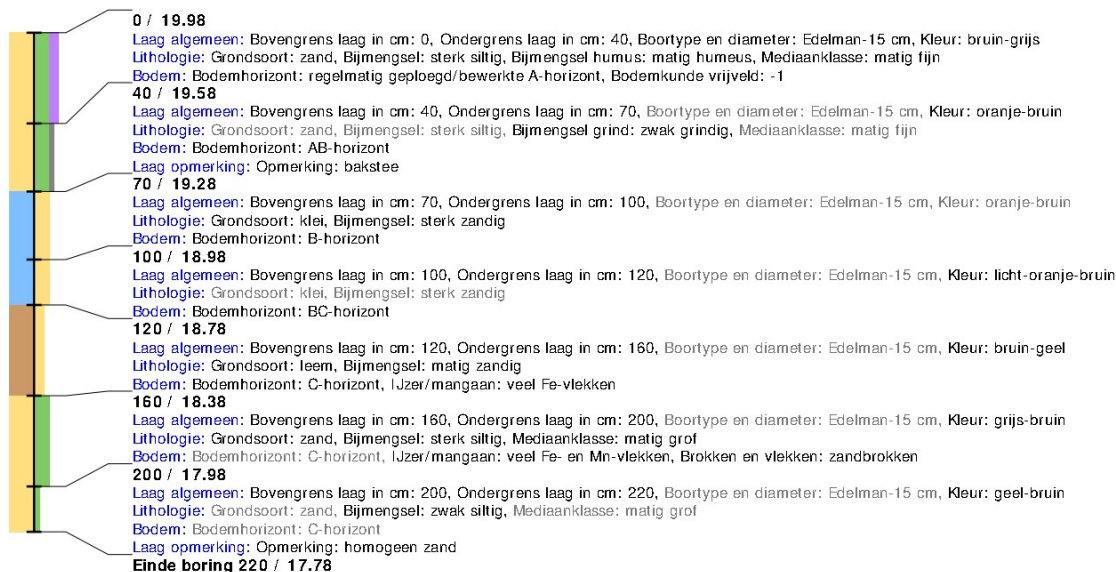 0 / 19.98
Laag algemeen: Bovengrens laag in cm: 0, Ondergrens laag in cm: 40, Boortype en diameter: Edelman-15 cm, Kleur: bruin-grijs
Lithologie: Grondsoort: zand, Bijmengsel: sterk siltig, Bijmengsel humus: matig humeus, Mediaanklasse: matig fijn
Bodem: Bodemhorizont: regelmatig geploegd/bewerkte A-horizont, Bodemkunde vrijveld: -1
40 / 19.58
Laag algemeen: Bovengrens laag in cm: 40, Ondergrens laag in cm: 70, Boortype en diameter: Edelman-15 cm, Kleur: oranje-bruin
Lithologie: Grondsoort: zand, Bijmengsel: sterk siltig, Bijmengsel grind: zwak grindig, Mediaanklasse: matig fijn
Bodem: Bodemhorizont: AB-horizont
Laag opmerking: Opmerking: bakstee
70 / 19.28
Laag algemeen: Bovengrens laag in cm: 70, Ondergrens laag in cm: 100, Boortype en diameter: Edelman-15 cm, Kleur: oranje-bruin
Lithologie: Grondsoort: klei, Bijmengsel: sterk zandig
Bodem: Bodemhorizont: B-horizont
100 / 18.98
Laag algemeen: Bovengrens laag in cm: 100, Ondergrens laag in cm: 120, Boortype en diameter: Edelman-15 cm, Kleur: licht-oranje-bruin
Lithologie: Grondsoort: klei, Bijmengsel: sterk zandig
Bodem: Bodemhorizont: BC-horizont
120 / 18.78
Laag algemeen: Bovengrens laag in cm: 120, Ondergrens laag in cm: 160, Boortype en diameter: Edelman-15 cm, Kleur: bruin-geel
Lithologie: Grondsoort: leem, Bijmengsel: matig zandig
Bodem: Bodemhorizont: C-horizont, IJzer/mangaan: veel Fe-vlekken
160 / 18.38
Laag algemeen: Bovengrens laag in cm: 160, Ondergrens laag in cm: 200, Boortype en diameter: Edelman-15 cm, Kleur: grijs-bruin
Lithologie: Grondsoort: zand, Bijmengsel: sterk siltig, Mediaanklasse: matig grof
Bodem: Bodemhorizont: C-horizont, IJzer/mangaan: veel Fe- en Mn-vlekken, Brokken en vlekken: zandbrokken
200 / 17.98
Laag algemeen: Bovengrens laag in cm: 200, Ondergrens laag in cm: 220, Boortype en diameter: Edelman-15 cm, Kleur: geel-bruin
Lithologie: Grondsoort: zand, Bijmengsel: zwak siltig, Mediaanklasse: matig grof
Bodem: Bodemhorizont: C-horizont
Laag opmerking: Opmerking: homogeen zand
Einde boring 220 / 17.78